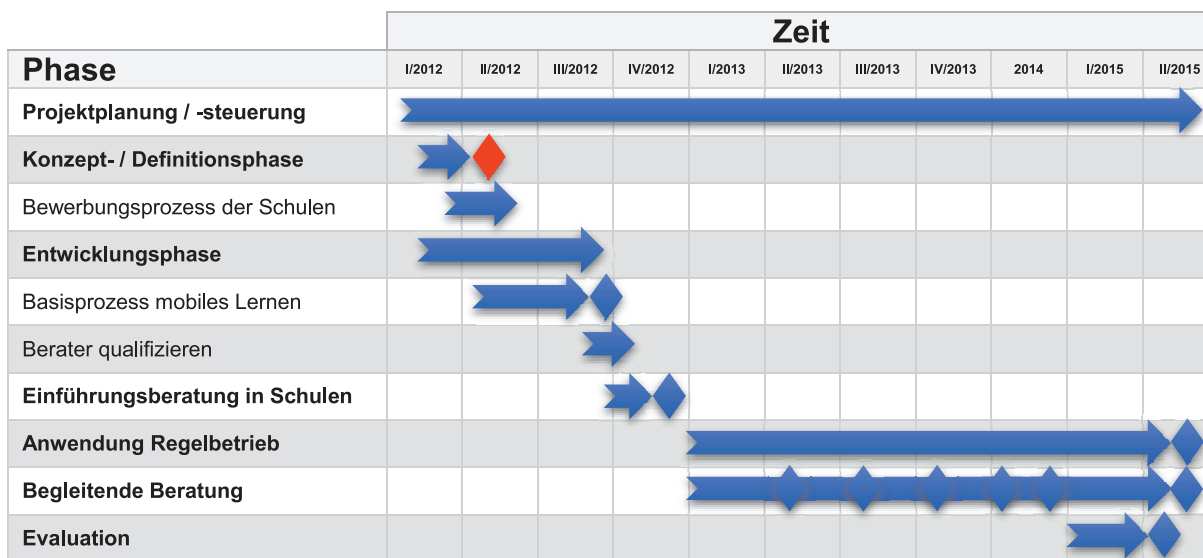 Zeit
Phase I/2012 II/2012 III/2012 IV/2012 I/2013 II/2013 III/2013 IV/2013 2014 I/2015 II/2015
Projektplanung / -steuerung
Konzept- / Definitionsphase
Bewerbungsprozess der Schulen
Entwicklungsphase
Basisprozess mobiles Lernen
Berater qualifizieren
Einführungsberatung in Schulen
Anwendung Regelbetrieb
Begleitende Beratung
Evaluation